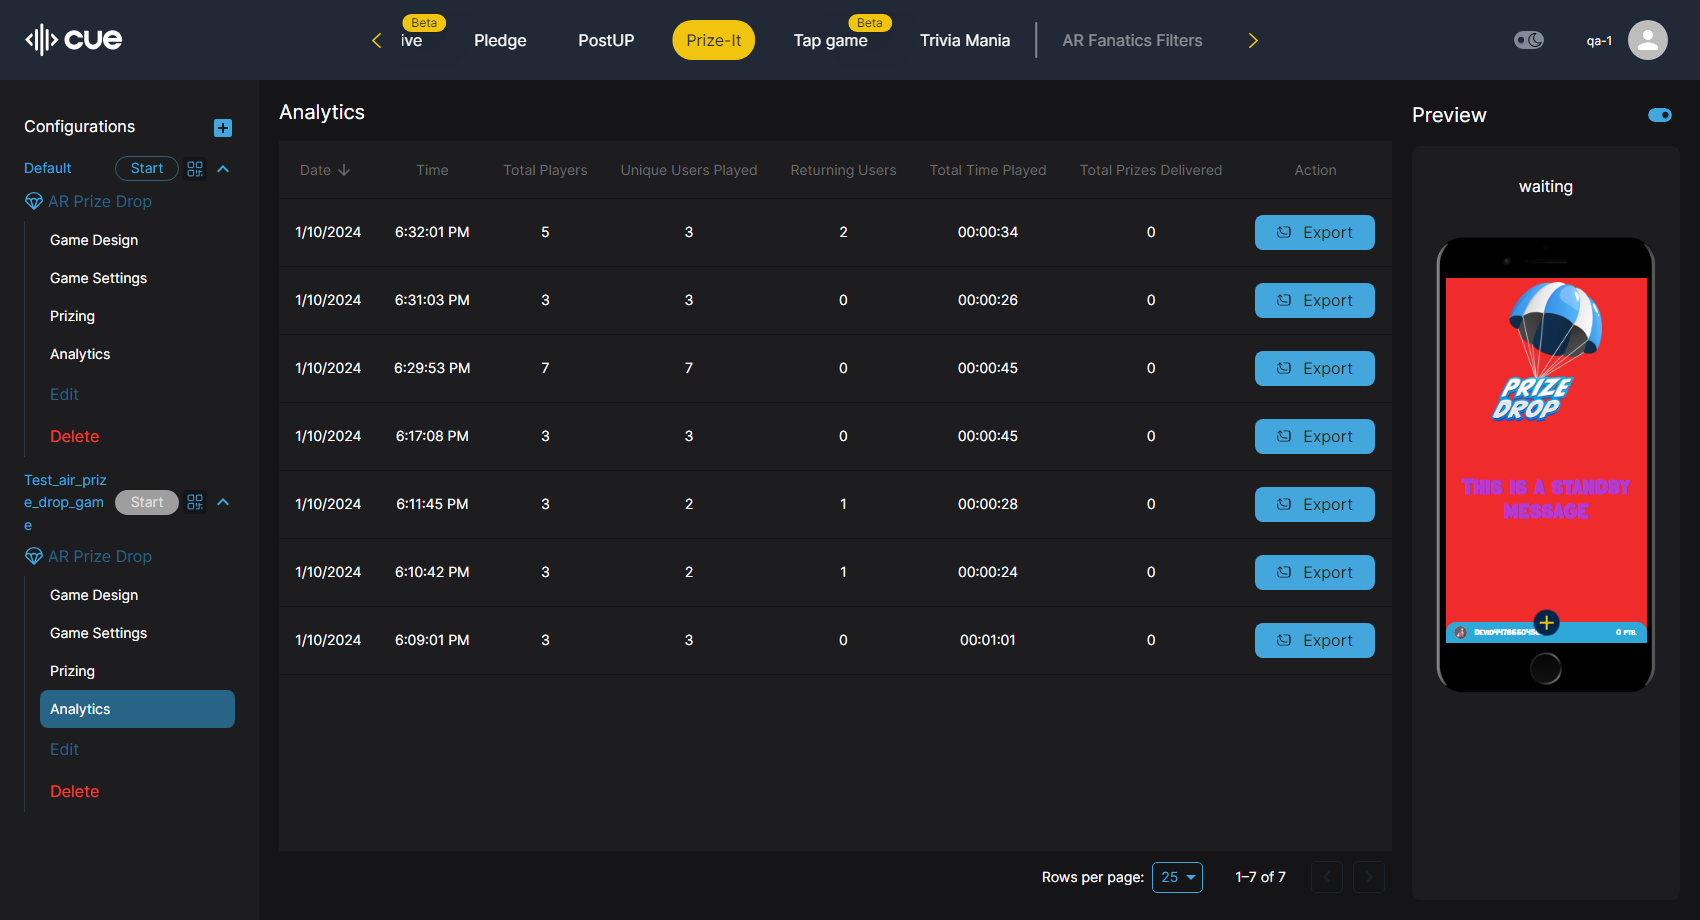 cue
Beta
ive
Pledge
PostUP
Prize-It
Beta
Tap game
Trivia Mania
AR Fanatics Filters
qa-1
Configurations
Default
Start
AR Prize Drop
Game Design
Game Settings
Prizing
Analytics
Edit
Delete
Test_air_priz
e_drop_gam
e
Start
AR Prize Drop
Game Design
Game Settings
Prizing
Analytics
Edit
Delete
Analytics
Date Time Total Players Unique Users Played Returning Users Total Time Played Total Prizes Delivered Action
1/10/2024 6:32:01 PM 5 3 2 00:00:34 0 Export
1/10/2024 6:31:03 PM 3 3 0 00:00:26 0 Export
1/10/2024 6:29:53 PM 7 7 0 00:00:45 0 Export
1/10/2024 6:17:08 PM 3 3 0 00:00:45 0 Export
1/10/2024 6:11:45 PM 3 2 1 00:00:28 0 Export
1/10/2024 6:10:42 PM 3 2 1 00:00:24 0 Export
1/10/2024 6:09:01 PM 3 3 0 00:01:01 0 Export
Rows per page: 25 1–7 of 7
Preview
waiting
PRIZE
DROP
THIS IS A STANDBY
MESSAGE
0 PTS.